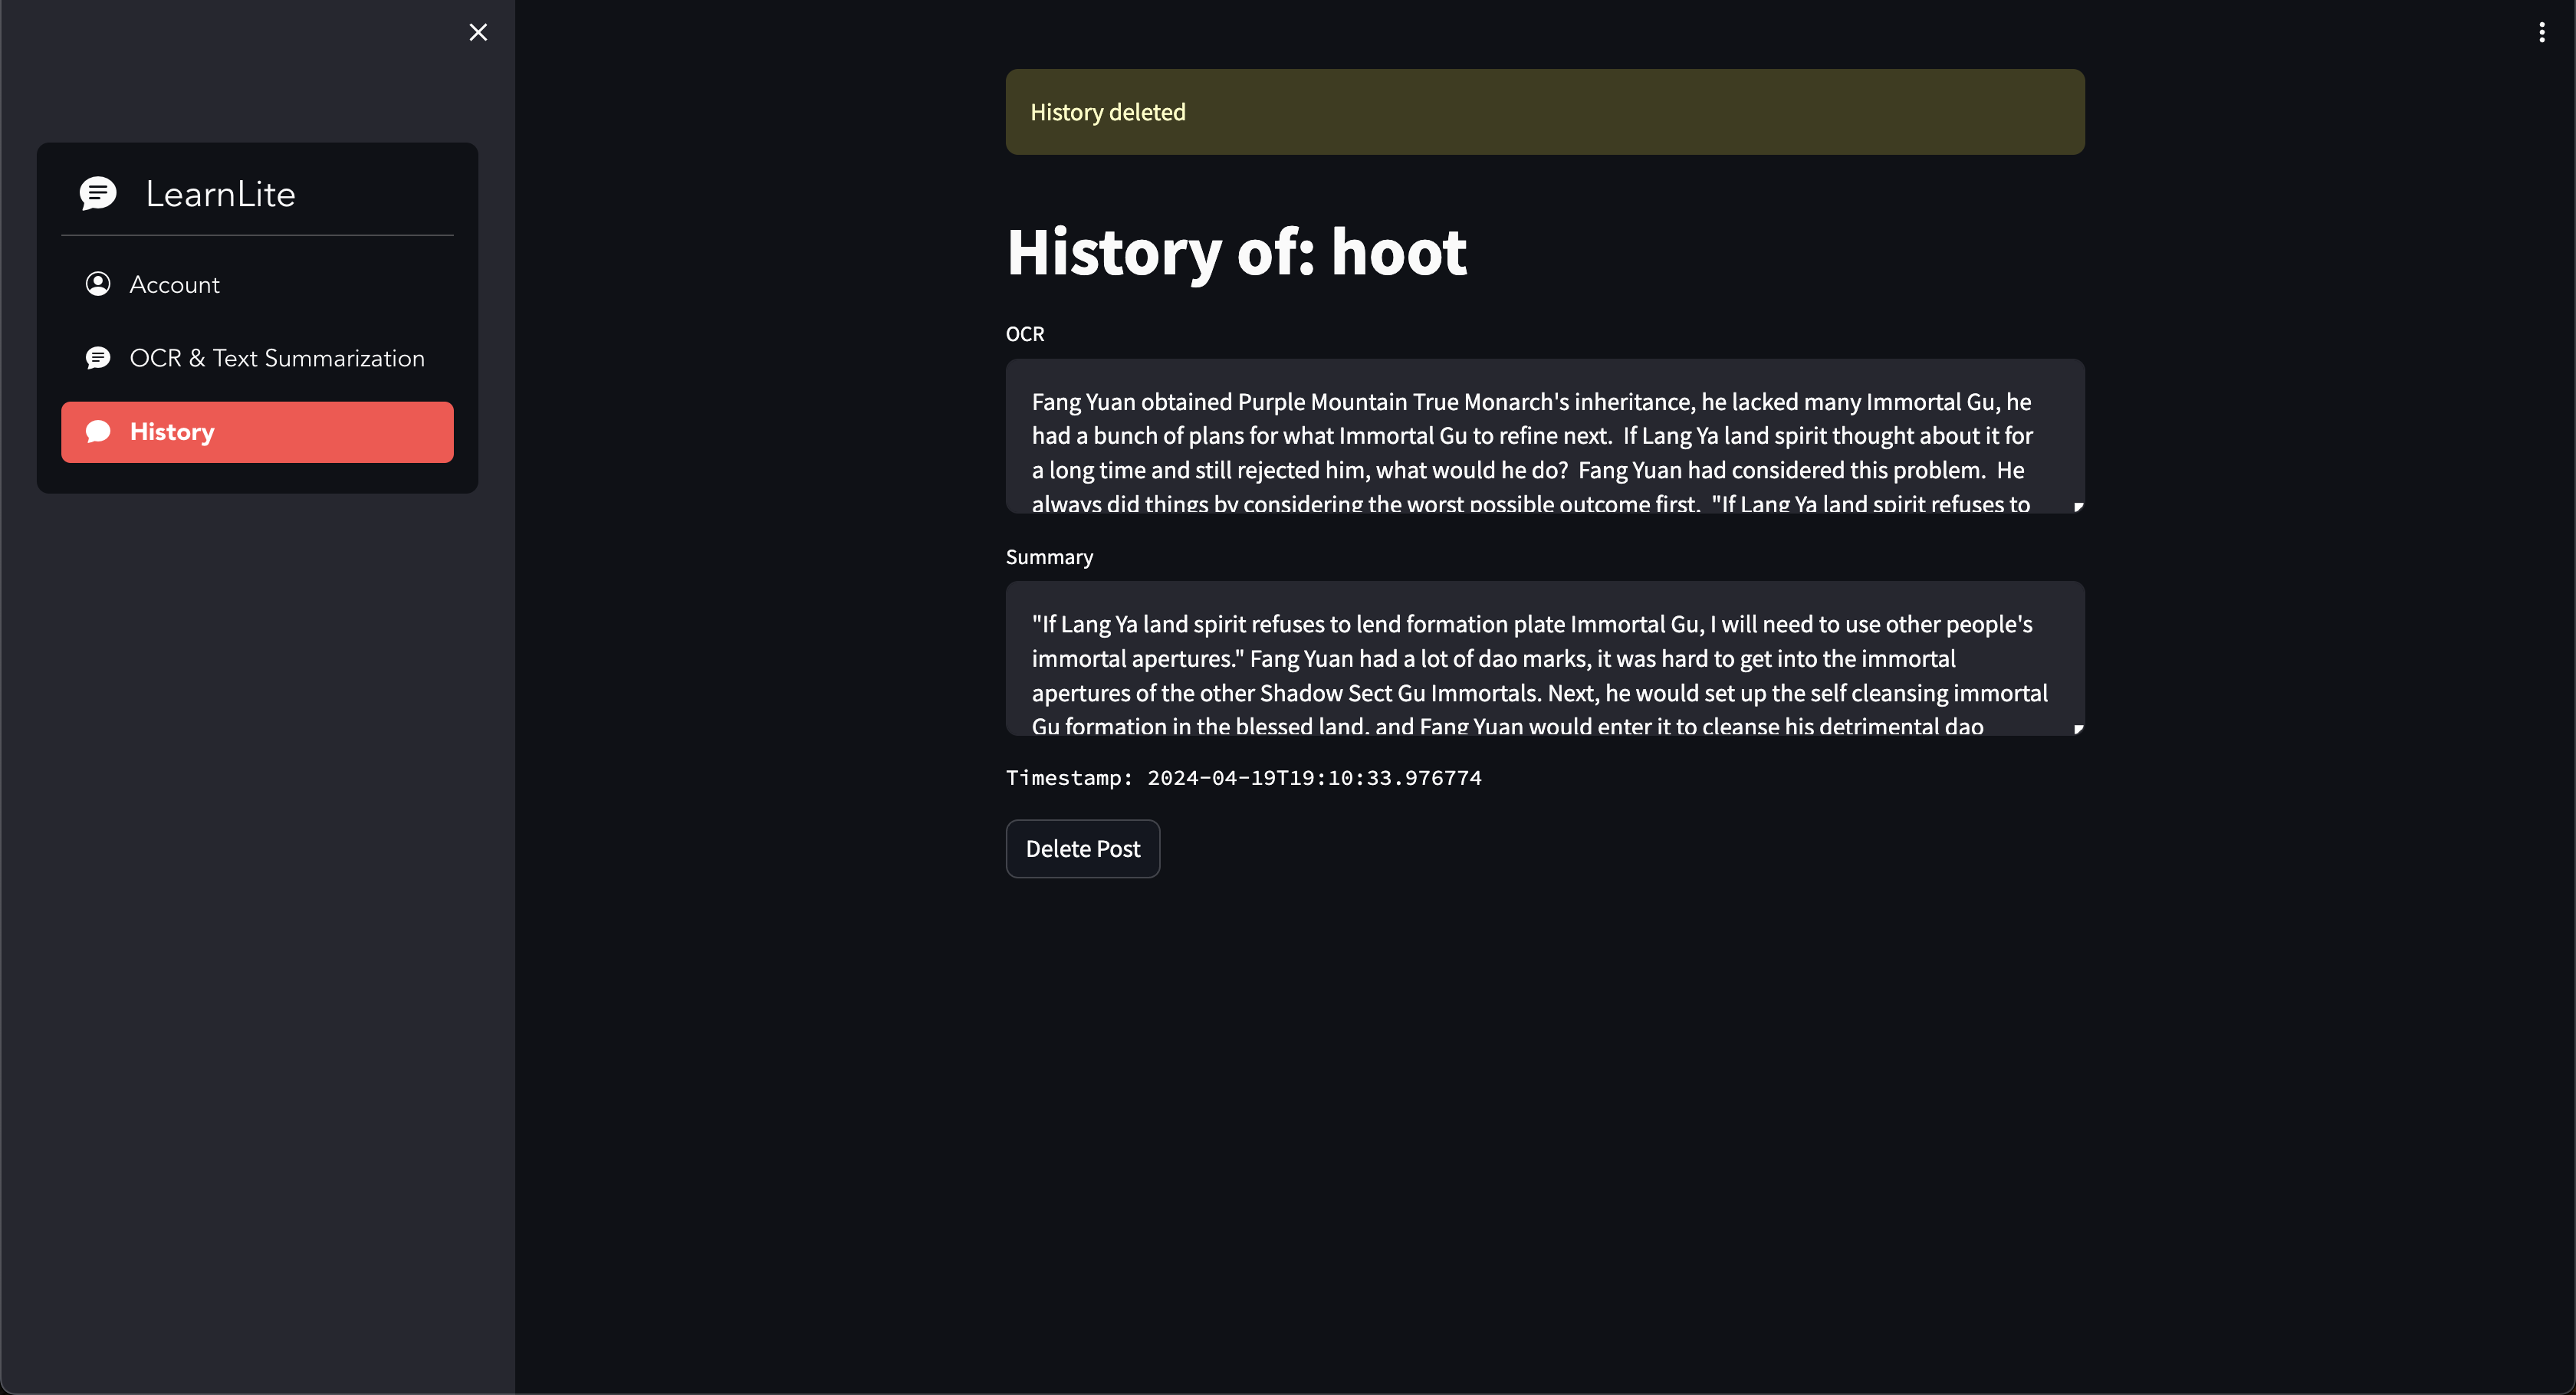 LearnLite
Account
OCR & Text Summarization
History
History deleted
History of: hoot
OCR
Fang Yuan obtained Purple Mountain True Monarch's inheritance, he lacked many Immortal Gu, he
had a bunch of plans for what Immortal Gu to refine next.  If Lang Ya land spirit thought about it for
a long time and still rejected him, what would he do?  Fang Yuan had considered this problem.  He
always did things by considering the worst possible outcome first.  "If Lang Ya land spirit refuses to
Summary
"If Lang Ya land spirit refuses to lend formation plate Immortal Gu, I will need to use other people's
immortal apertures." Fang Yuan had a lot of dao marks, it was hard to get into the immortal
apertures of the other Shadow Sect Gu Immortals. Next, he would set up the self cleansing immortal
Gu formation in the blessed land, and Fang Yuan would enter it to cleanse his detrimental dao
Timestamp: 2024-04-19T19:10:33.976774
Delete Post